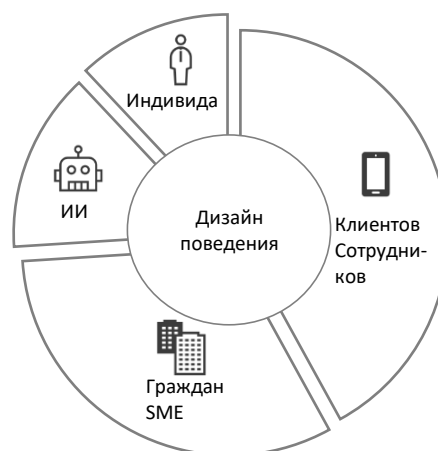 Индивида
ИИ
Дизайн
поведения
Клиентов
Сотрудни-
ков
Граждан
SME